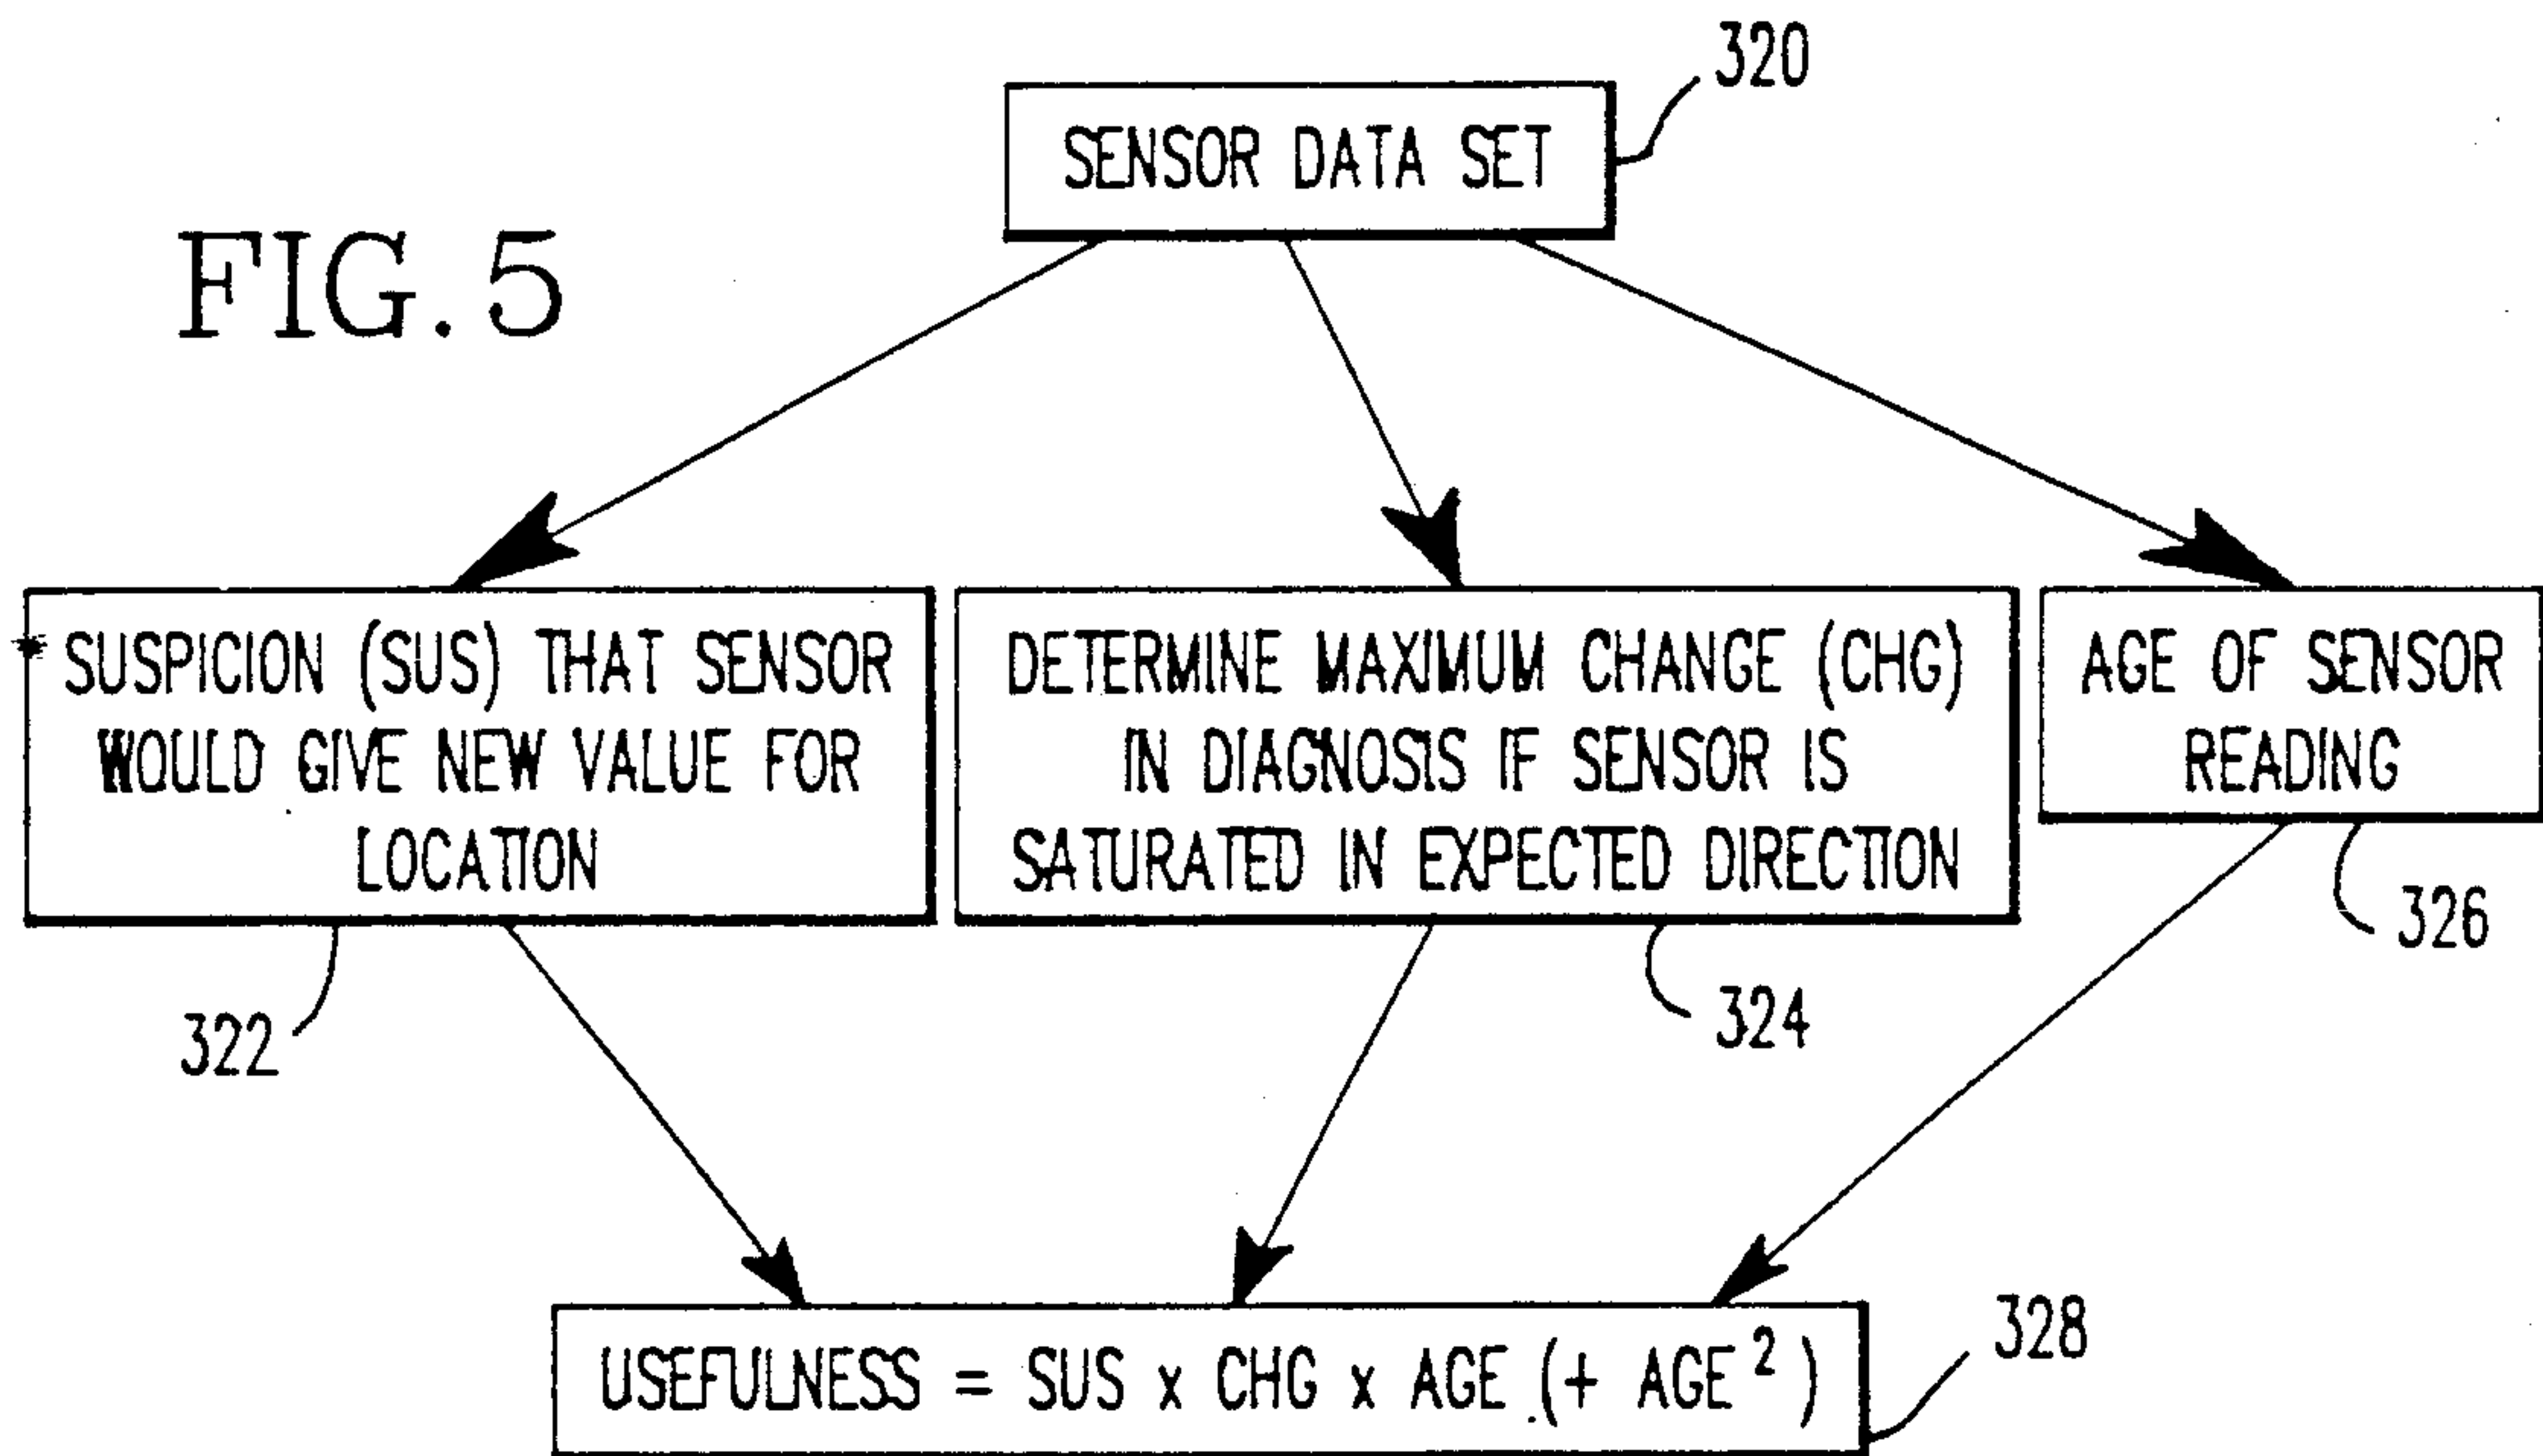 FIG. 5
320
SENSOR DATA SET
SUSPICION (SUS) THAT SENSOR
WOULD GIVE NEW VALUE FOR
LOCATION
322
DETERMINE MAXIMUM CHANGE (CHG)
IN DIAGNOSIS IF SENSOR IS
SATURATED IN EXPECTED DIRECTION
324
AGE OF SENSOR
READING
326
USEFULNESS = SUS x CHG x AGE (+ AGE²)
328